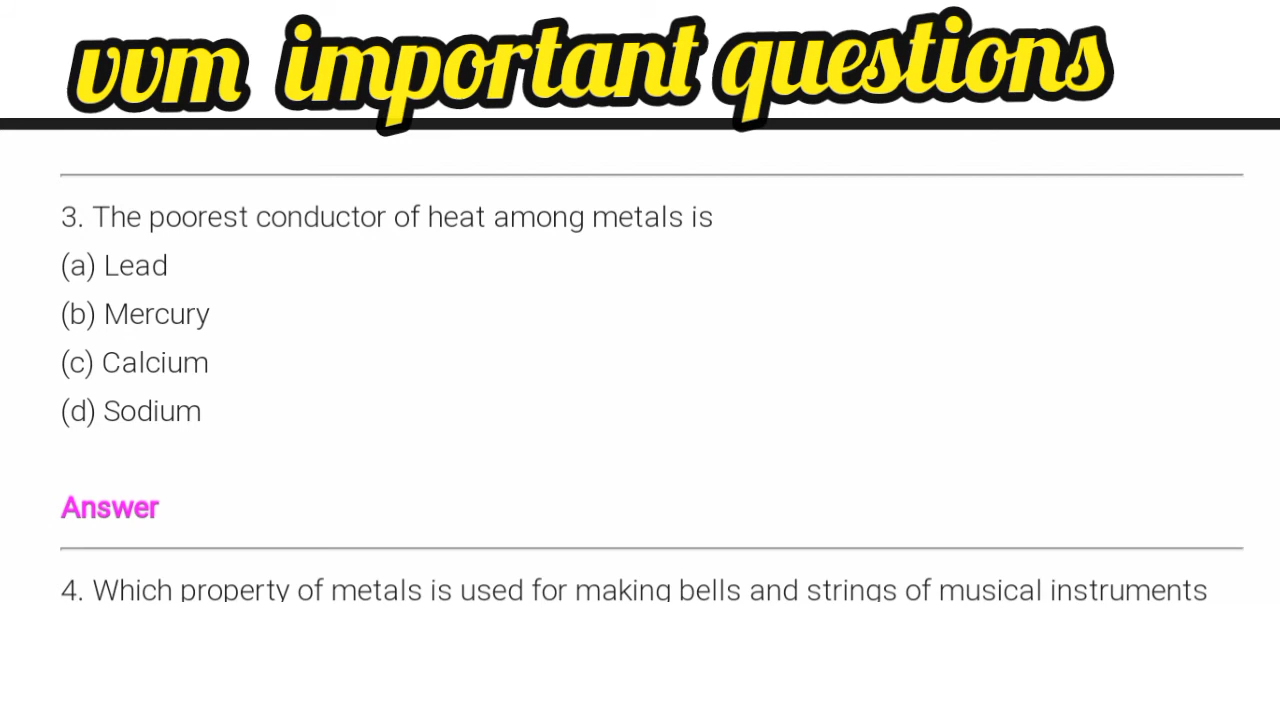 vvm important questions
3. The poorest conductor of heat among metals is
(a) Lead
(b) Mercury
(c) Calcium
(d) Sodium
Answer
4. Which property of metals is used for making bells and strings of musical instruments